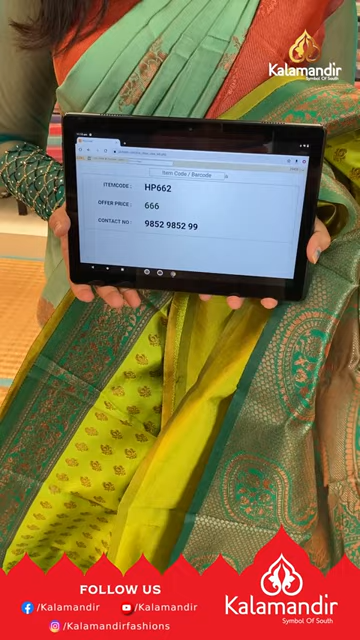 Kalamandir
Symbol Of South
Item Code / Barcode
ITEMCODE : HP662
OFFER PRICE : 666
CONTACT NO : 9852 9852 99
FOLLOW US
/Kalamandir /Kalamandir
/Kalamandirfashions
Kalamandir
Symbol Of South